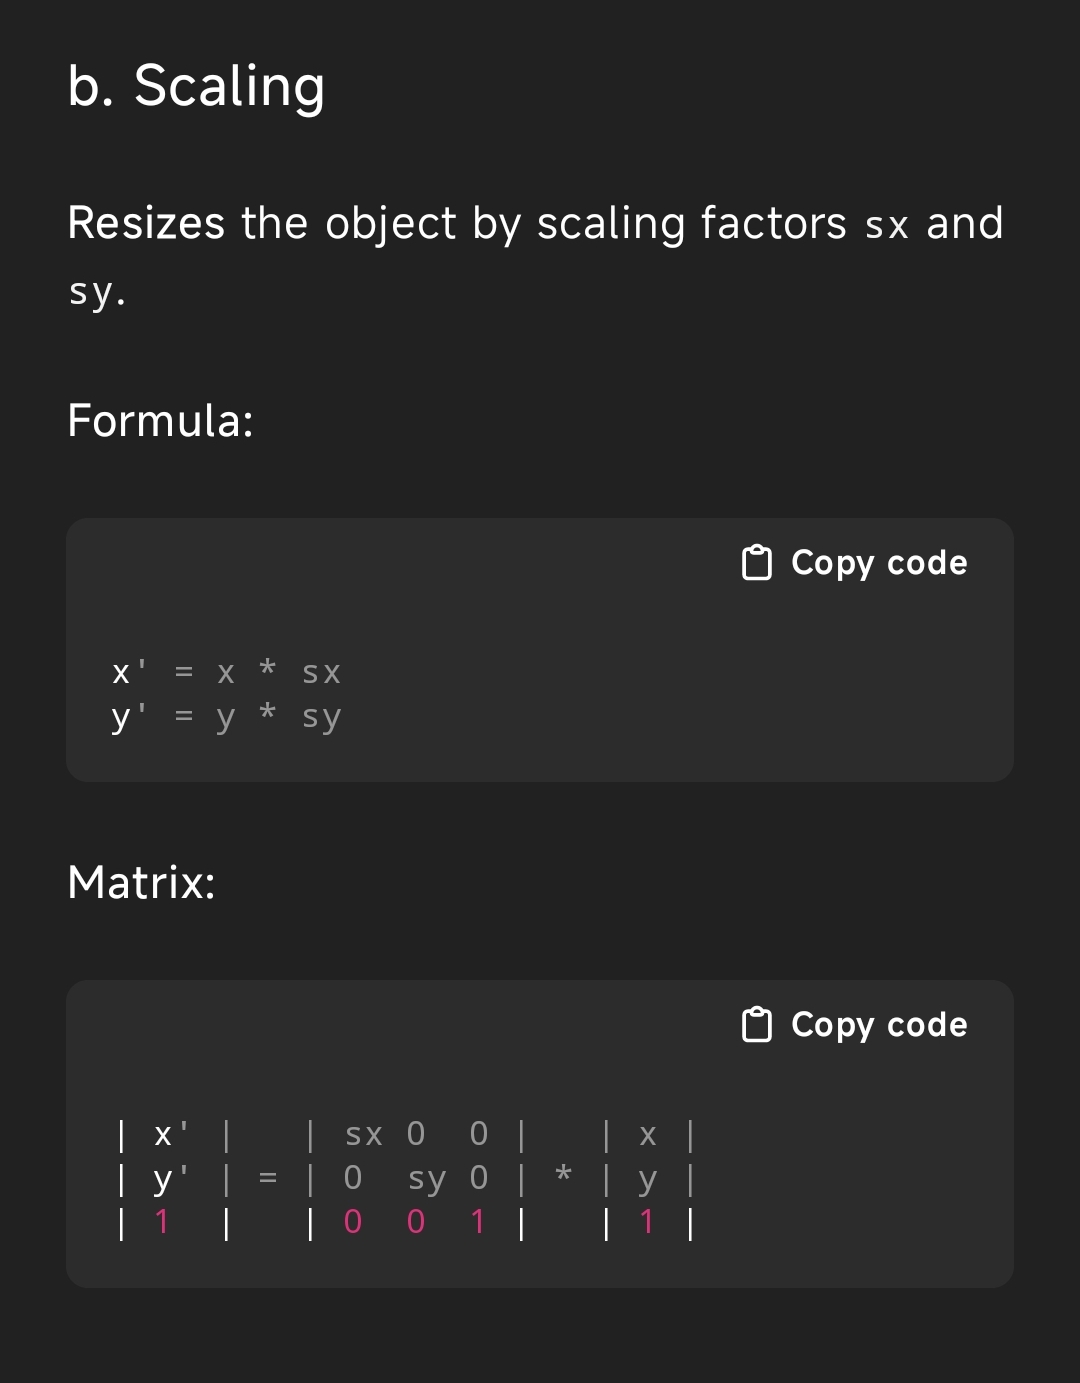 b. Scaling
Resizes the object by scaling factors sx and
sy.
Formula:
Copy code
x' = x * sx
y' = y * sy
Matrix:
Copy code
| x' |   | sx 0  0 |   | x |
| y' | = | 0  sy 0 | * | y |
| 1  |   | 0  0  1 |   | 1 |